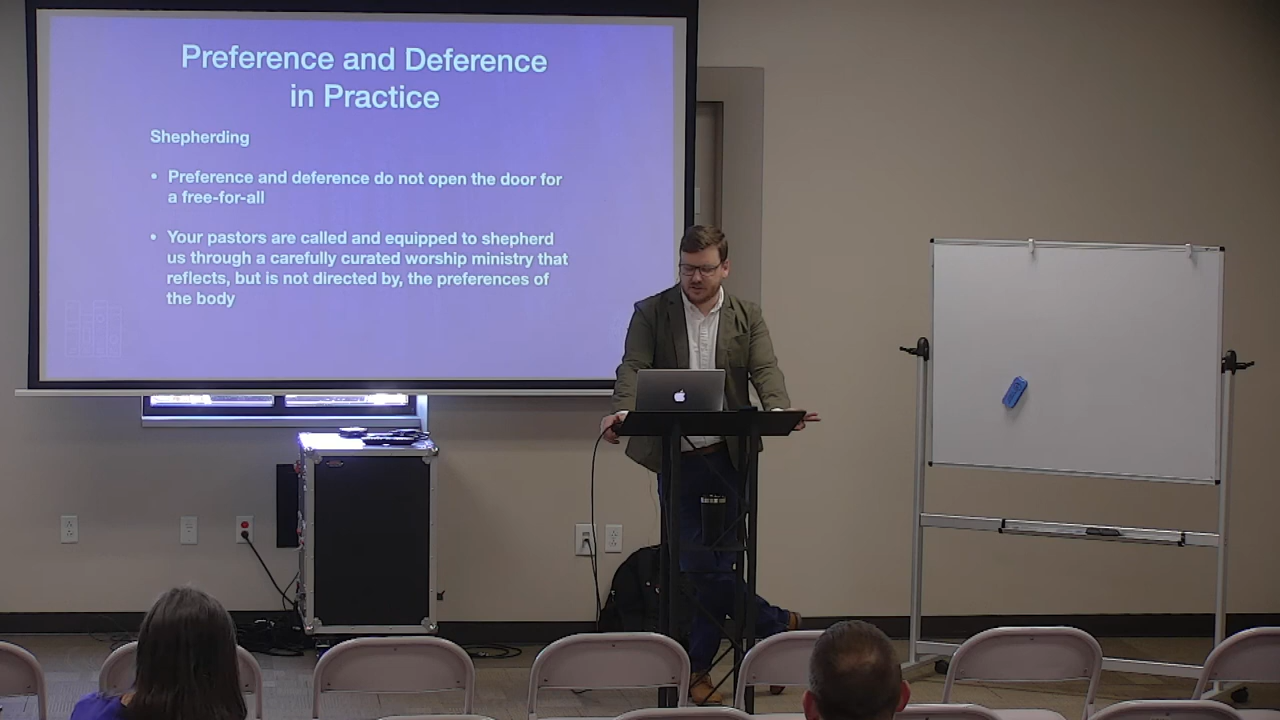 Preference and Deference
in Practice
Shepherding
• Preference and deference do not open the door for
a free-for-all
• Your pastors are called and equipped to shepherd
us through a carefully curated worship ministry that
reflects, but is not directed by, the preferences of
the body